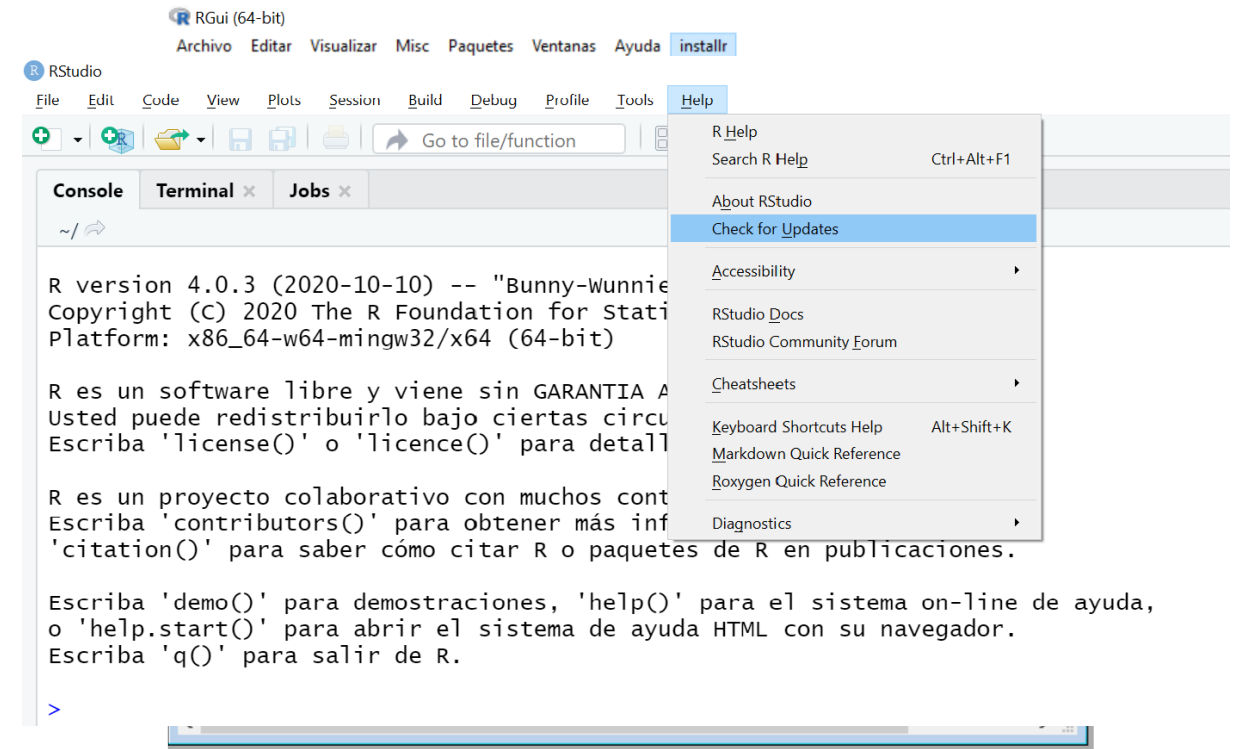 RGui (64-bit)
Archivo Editar Visualizar Misc Paquetes Ventanas Ayuda installr
RStudio
File Edit Code View Plots Session Build Debug Profile Tools Help
Go to file/function
R Help
Search R Help Ctrl+Alt+F1
About RStudio
Check for Updates
Accessibility
RStudio Docs
RStudio Community Forum
Cheatsheets
Keyboard Shortcuts Help Alt+Shift+K
Markdown Quick Reference
Roxygen Quick Reference
Diagnostics
Console Terminal Jobs
~/
R version 4.0.3 (2020-10-10) -- "Bunny-Wunnie
Copyright (C) 2020 The R Foundation for Stati
Platform: x86_64-w64-mingw32/x64 (64-bit)
R es un software libre y viene sin GARANTIA A
Usted puede redistribuirlo bajo ciertas circu
Escriba 'license()' o 'licence()' para detall
R es un proyecto colaborativo con muchos cont
Escriba 'contributors()' para obtener más inf
'citation()' para saber cómo citar R o paquetes de R en publicaciones.
Escriba 'demo()' para demostraciones, 'help()' para el sistema on-line de ayuda,
o 'help.start()' para abrir el sistema de ayuda HTML con su navegador.
Escriba 'q()' para salir de R.
>